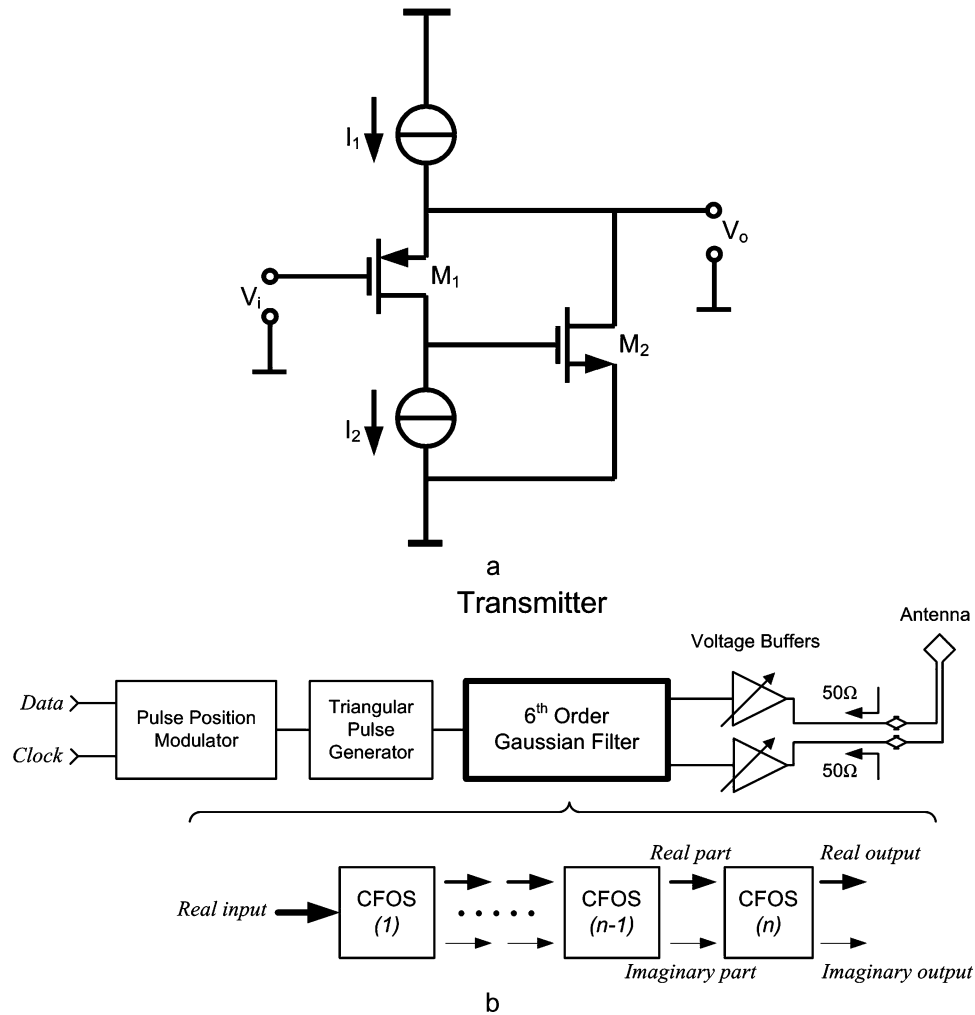 I₁
M₁
Vᵢ
Vₒ
M₂
I₂
a
Transmitter
Antenna
Voltage Buffers
Data
Clock
Pulse Position
Modulator
Triangular
Pulse
Generator
6th Order
Gaussian Filter
50Ω
50Ω
Real part
Real output
Real input
CFOS
(1)
CFOS
(n-1)
CFOS
(n)
Imaginary part
Imaginary output
b